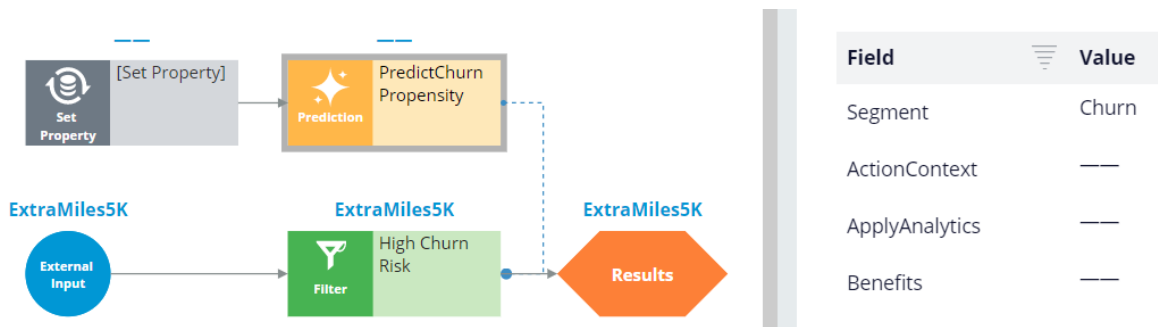 ——
——
[Set Property]
Set
Property
PredictChurn
Propensity
Prediction
ExtraMiles5K
ExtraMiles5K
ExtraMiles5K
External
Input
High Churn
Risk
Filter
Results
Field Value
Segment Churn
ActionContext ——
ApplyAnalytics ——
Benefits ——